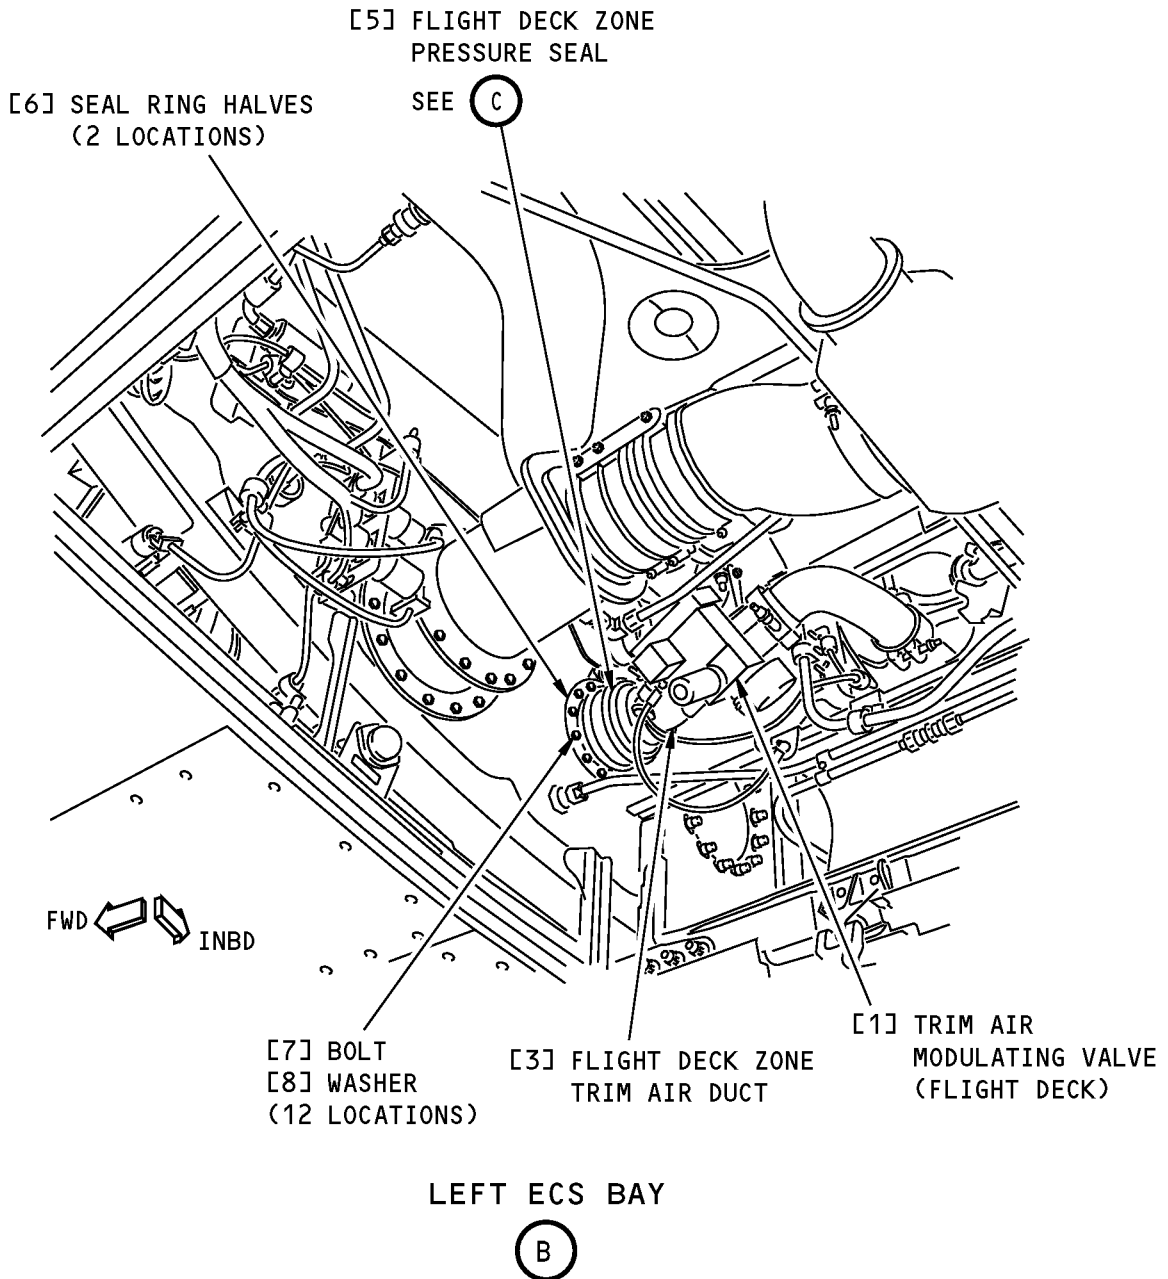 [5] FLIGHT DECK ZONE
PRESSURE SEAL
SEE C
[6] SEAL RING HALVES
(2 LOCATIONS)
FWD
INBD
[7] BOLT
[8] WASHER
(12 LOCATIONS)
[3] FLIGHT DECK ZONE
TRIM AIR DUCT
[1] TRIM AIR
MODULATING VALVE
(FLIGHT DECK)
LEFT ECS BAY
B